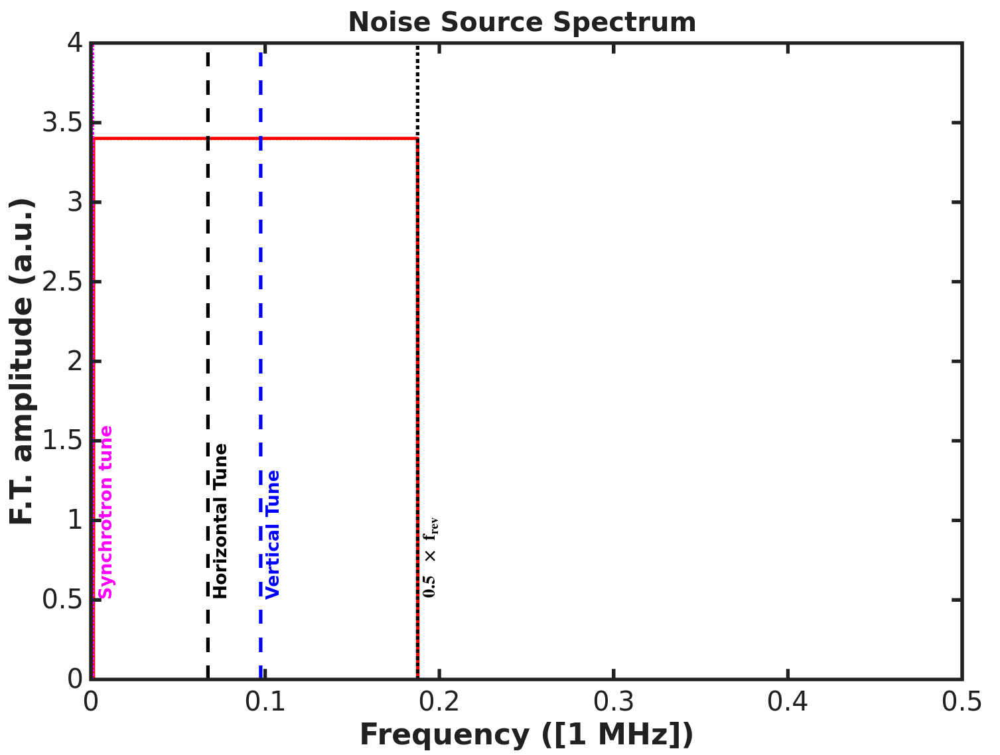 Noise Source Spectrum
4
3.5
3
2.5
2
1.5
1
0.5
0
F.T. amplitude (a.u.)
Synchrotron tune
Horizontal Tune
Vertical Tune
0.5 × frev
0 0.1 0.2 0.3 0.4 0.5
Frequency ([1 MHz])